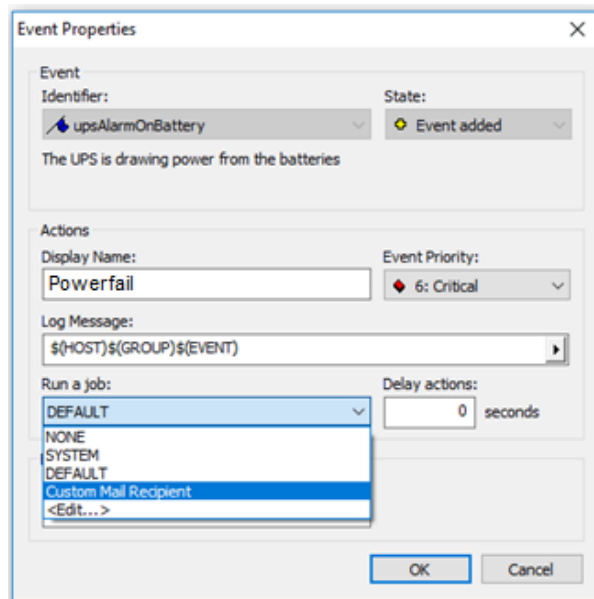 Event Properties
Event
Identifier:
State:
upsAlarmOnBattery
Event added
The UPS is drawing power from the batteries
Actions
Display Name:
Event Priority:
Powerfail
6: Critical
Log Message:
$(HOST)$(GROUP)$(EVENT)
Run a job:
Delay actions:
DEFAULT
0 seconds
NONE
SYSTEM
DEFAULT
Custom Mail Recipient
<Edit...>
OK
Cancel